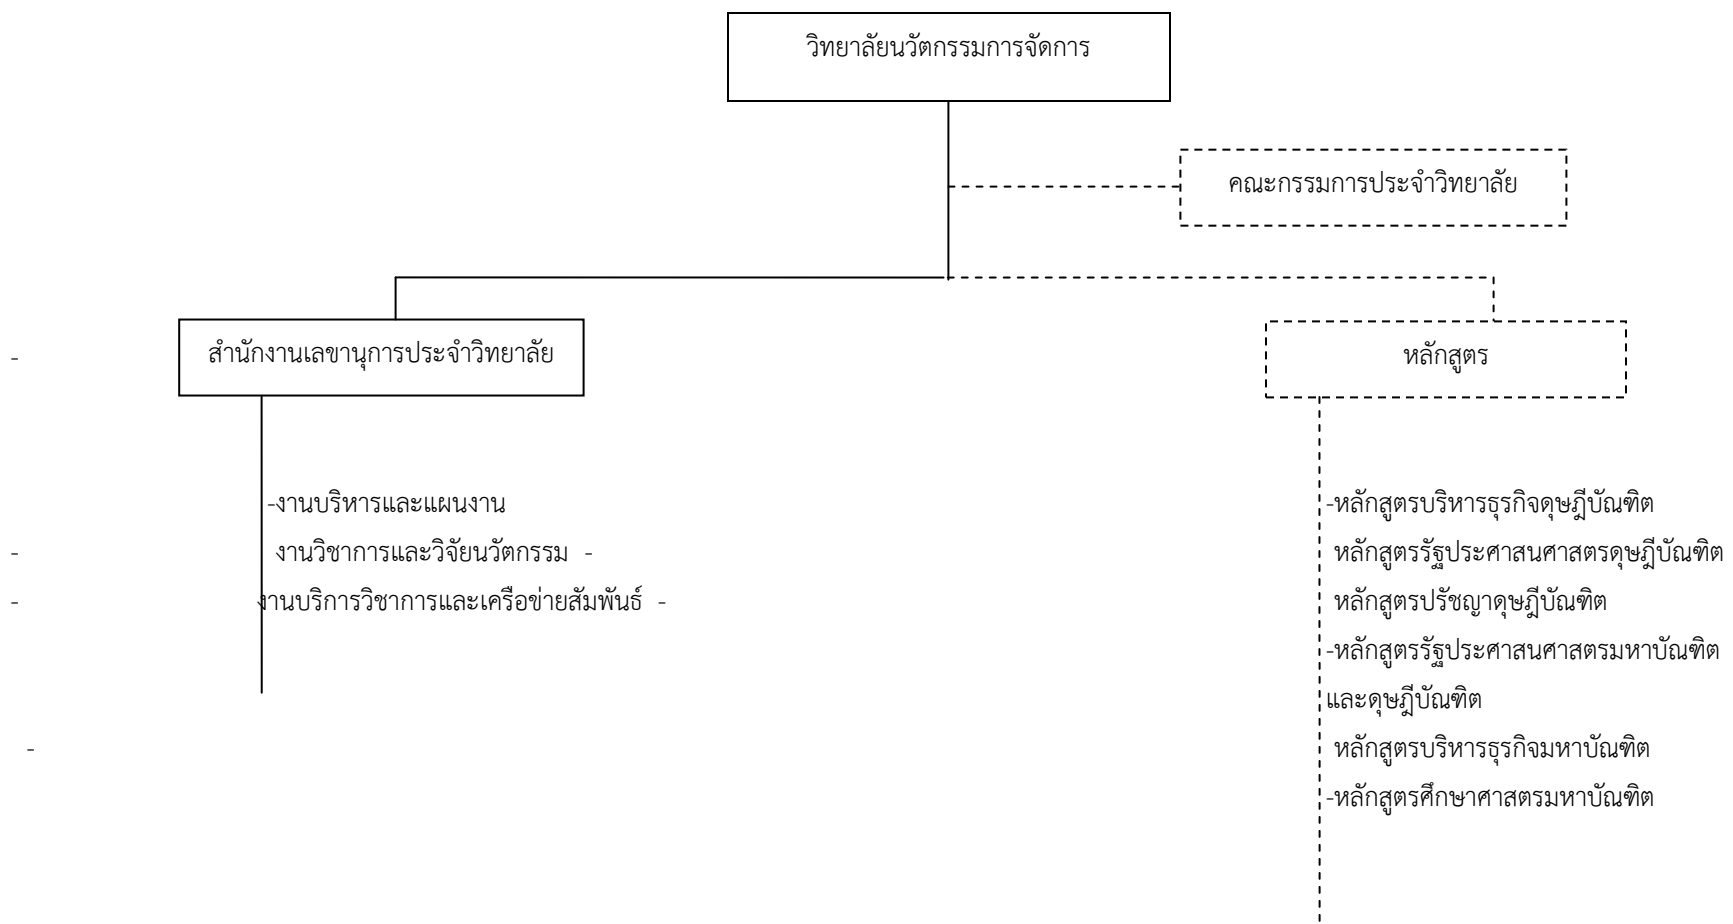 วิทยาลัยนวัตกรรมการจัดการ
คณะกรรมการประจำวิทยาลัย
สำนักงานเลขานุการประจำวิทยาลัย
-งานบริหารและแผนงาน
งานวิชาการและวิจัยนวัตกรรม -
งานบริการวิชาการและเครือข่ายสัมพันธ์ -
หลักสูตร
-หลักสูตรบริหารธุรกิจดุษฎีบัณฑิต
หลักสูตรรัฐประศาสนศาสตรดุษฎีบัณฑิต
หลักสูตรปรัชญาดุษฎีบัณฑิต
-หลักสูตรรัฐประศาสนศาสตรมหาบัณฑิต
และดุษฎีบัณฑิต
หลักสูตรบริหารธุรกิจมหาบัณฑิต
-หลักสูตรศึกษาศาสตรมหาบัณฑิต